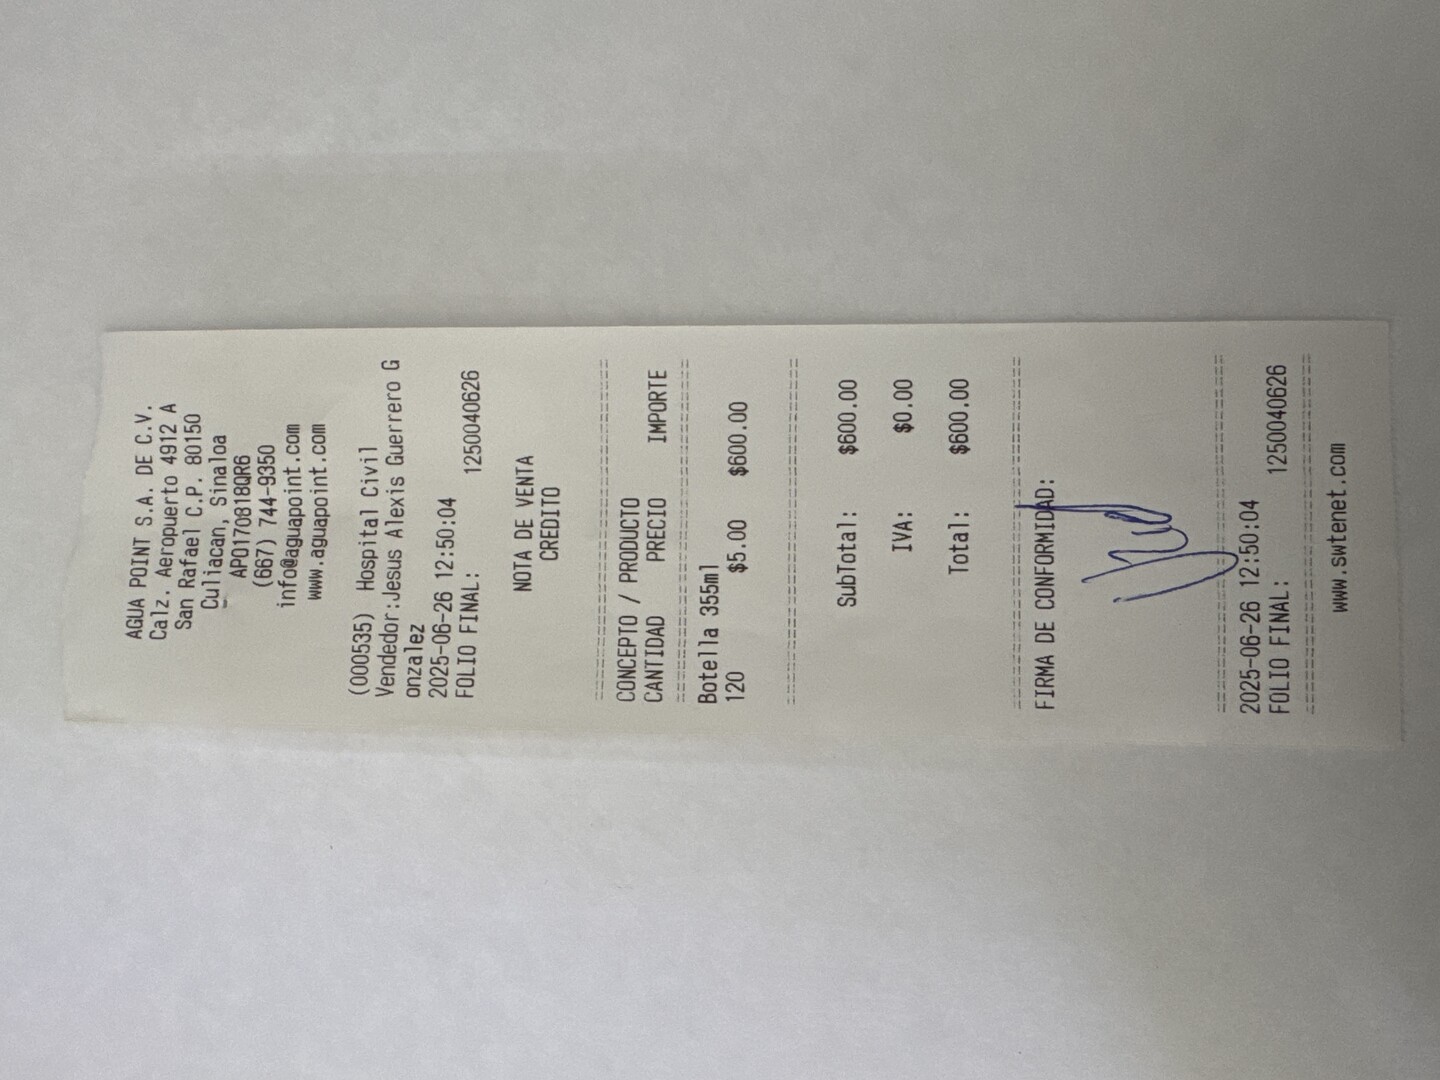 AGUA POINT S.A. DE C.V.
Calz. Aeropuerto 4912 A
San Rafael C.P. 80150
Culiacan, Sinaloa
APO170818QR6
(667) 744-9350
info@aguapoint.com
www.aguapoint.com
(000535) Hospital Civil
Vendedor:Jesus Alexis Guerrero G
onzalez
2025-06-26 12:50:04
FOLIO FINAL: 1250040626
NOTA DE VENTA
CREDITO
CONCEPTO / PRODUCTO
CANTIDAD PRECIO IMPORTE
Botella 355ml
120 $5.00 $600.00
SubTotal: $600.00
IVA: $0.00
Total: $600.00
FIRMA DE CONFORMIDAD:
2025-06-26 12:50:04
FOLIO FINAL: 1250040626
www.swtenet.com